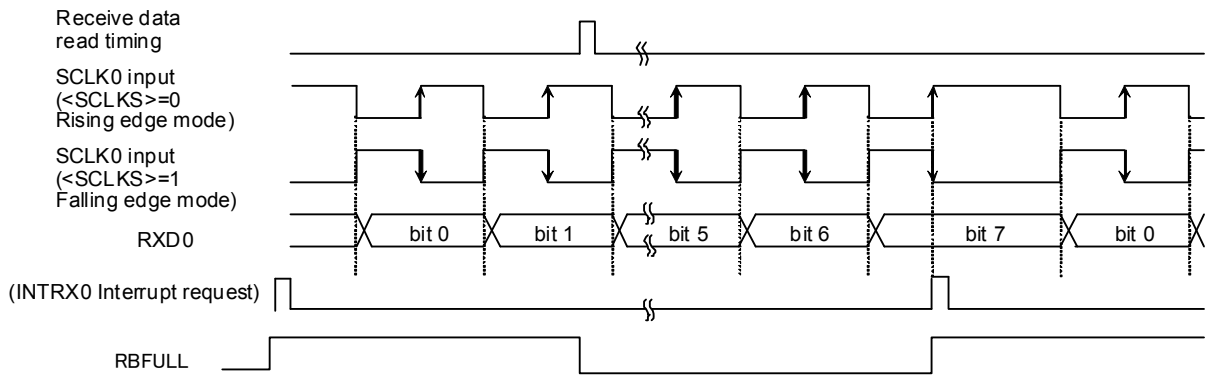 Receive data
read timing
SCLK0 input
(<SCLKS>=0
Rising edge mode)
SCLK0 input
(<SCLKS>=1
Falling edge mode)
RXD0
bit 0
bit 1
bit 5
bit 6
bit 7
bit 0
(INTRX0 Interrupt request)
RBFULL